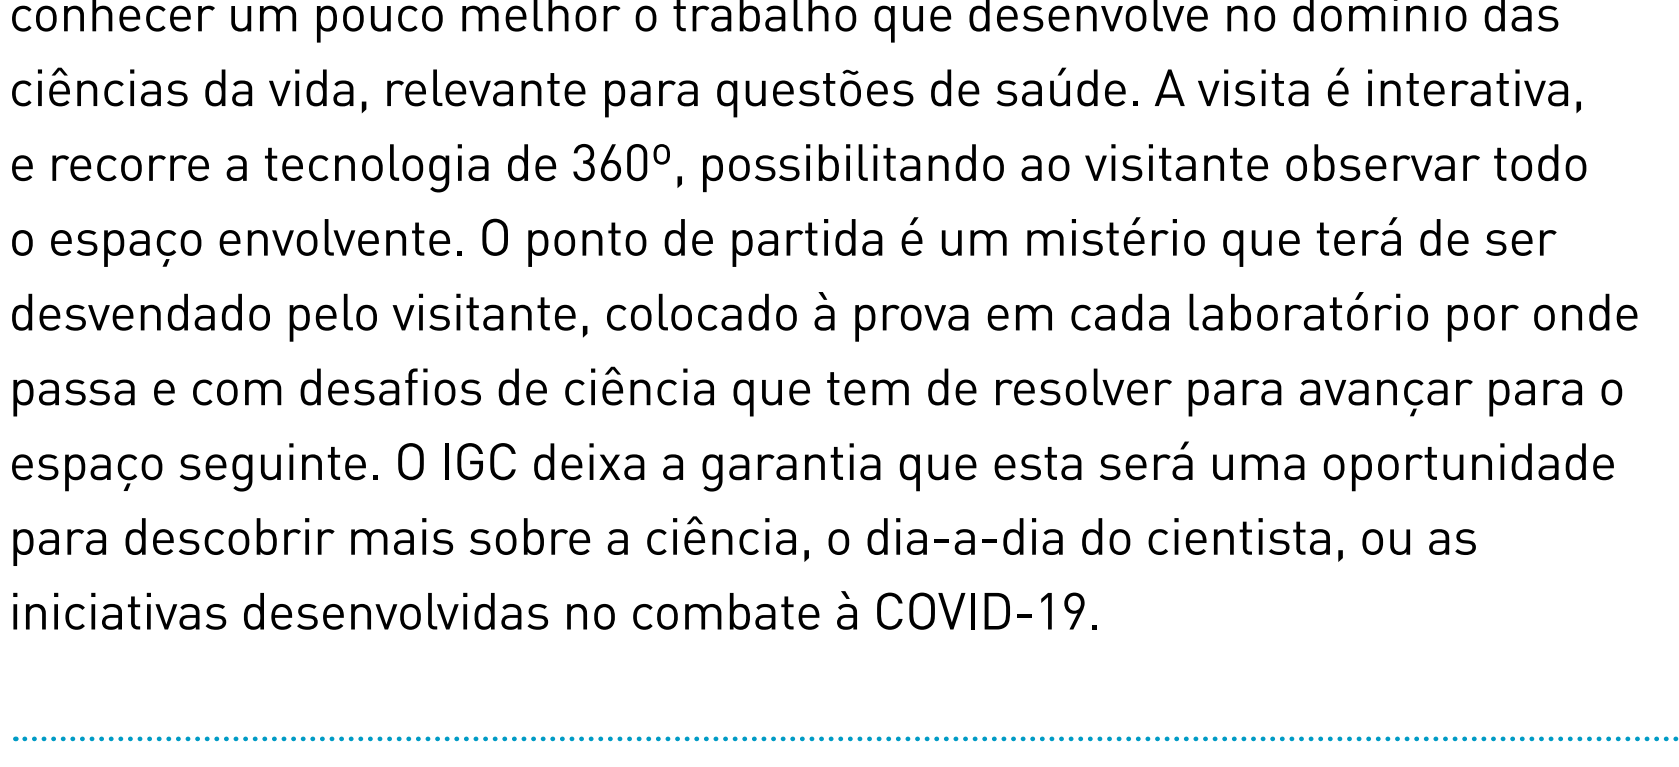 conhecer um pouco melhor o trabalho que desenvolve no domínio das
ciências da vida, relevante para questões de saúde. A visita é interativa,
e recorre a tecnologia de 360º, possibilitando ao visitante observar todo
o espaço envolvente. O ponto de partida é um mistério que terá de ser
desvendado pelo visitante, colocado à prova em cada laboratório por onde
passa e com desafios de ciência que tem de resolver para avançar para o
espaço seguinte. O IGC deixa a garantia que esta será uma oportunidade
para descobrir mais sobre a ciência, o dia-a-dia do cientista, ou as
iniciativas desenvolvidas no combate à COVID-19.